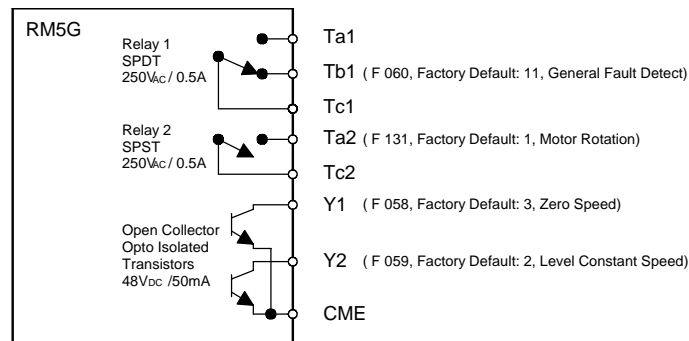 RM5G
Relay 1
SPDT
250VAC / 0.5A
Relay 2
SPST
250VAC / 0.5A
Open Collector
Opto Isolated
Transistors
48VDC /50mA
Ta1
Tb1 ( F 060, Factory Default: 11, General Fault Detect)
Tc1
Ta2 ( F 131, Factory Default: 1, Motor Rotation)
Tc2
Y1 ( F 058, Factory Default: 3, Zero Speed)
Y2 ( F 059, Factory Default: 2, Level Constant Speed)
CME